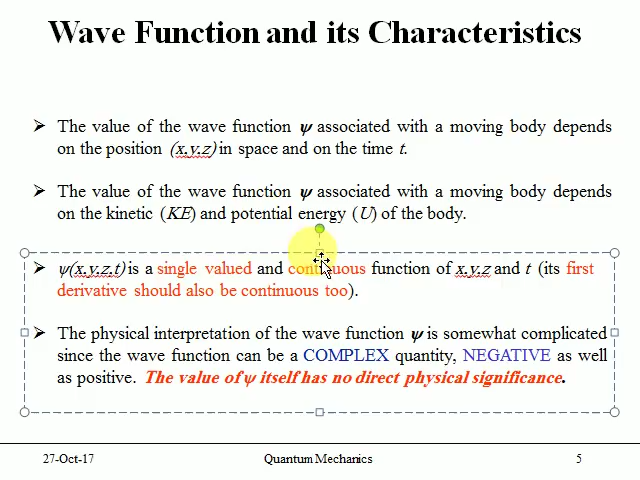 Wave Function and its Characteristics
➢ The value of the wave function ψ associated with a moving body depends
on the position (x.y.z) in space and on the time t.
➢ The value of the wave function ψ associated with a moving body depends
on the kinetic (KE) and potential energy (U) of the body.
➢ ψ(x.y.z.t) is a single valued and continuous function of x.y.z and t (its first
derivative should also be continuous too).
➢ The physical interpretation of the wave function ψ is somewhat complicated
since the wave function can be a COMPLEX quantity, NEGATIVE as well
as positive. The value of ψ itself has no direct physical significance.
27-Oct-17 Quantum Mechanics 5